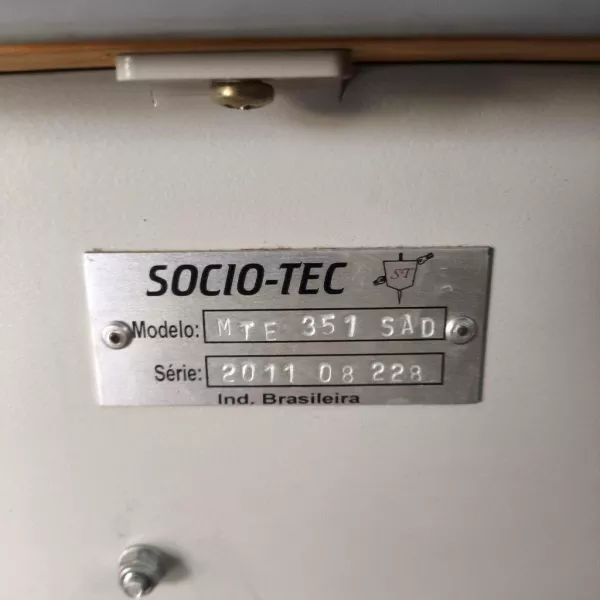 SOCIO-TEC ST
Modelo: MTE 351 SAD
Série: 2011 08 228
Ind. Brasileira